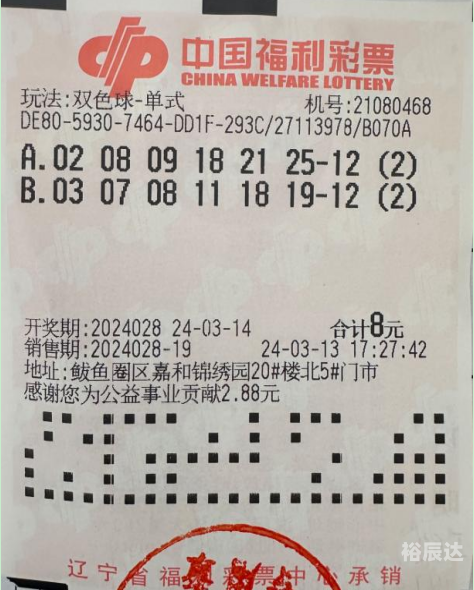 中国福利彩票
CHINA WELFARE LOTTERY
玩法:双色球-单式 机号:21080468
DE80-5930-7464-DD1F-293C/27113978/B070A
A.02 08 09 18 21 25-12 (2)
B.03 07 08 11 18 19-12 (2)
开奖期:2024028 24-03-14 合计8元
销售期:2024028-19 24-03-13 17:27:42
地址:鲅鱼圈区嘉和锦绣园20#楼北5#门市
感谢您为公益事业贡献2.88元
裕辰达
辽宁省福利彩票中心承销